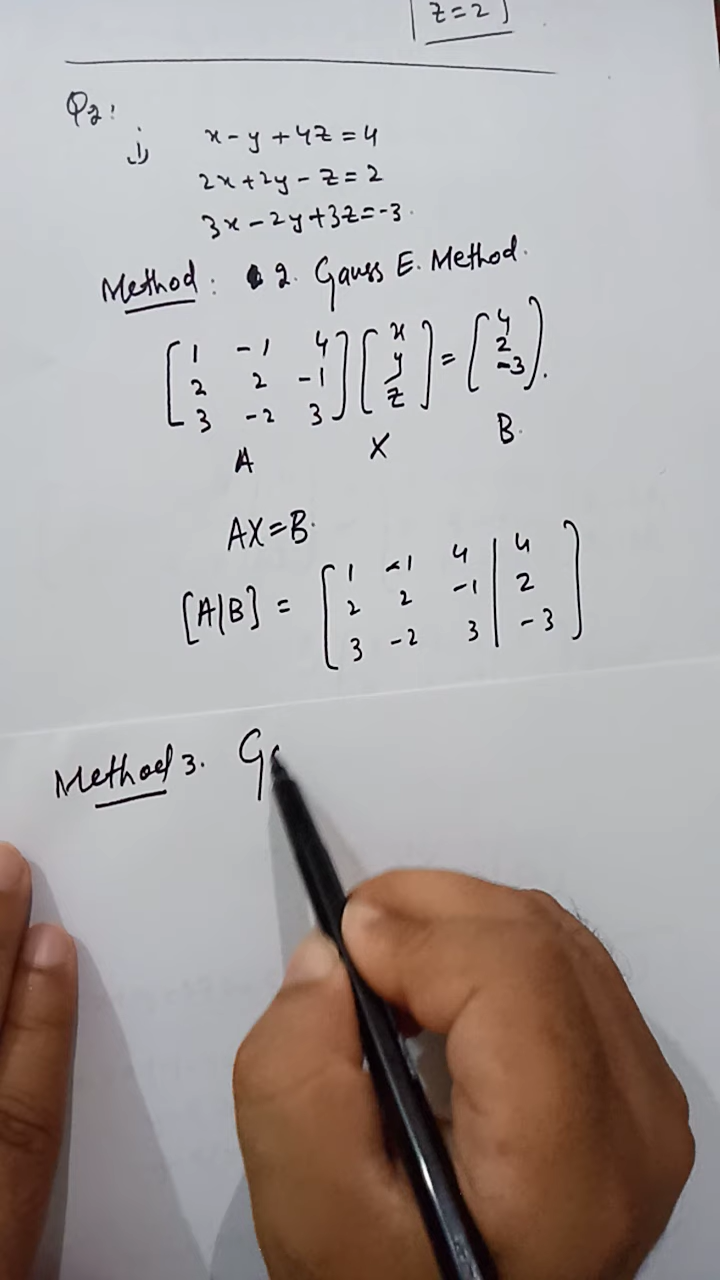 z=2
Q2:
i) x-y+4z=4
2x+2y-z=2
3x-2y+3z=-3.
Method: 2. Gauss E. Method.
[1 -1 4] [x] = [4]
[2 2 -1] [y] [2]
[3 -2 3] [z] [-3].
A X B.
AX=B.
[A|B] = [1 -1 4 | 4]
[2 2 -1 | 2]
[3 -2 3 | -3]
Method 3. Ga